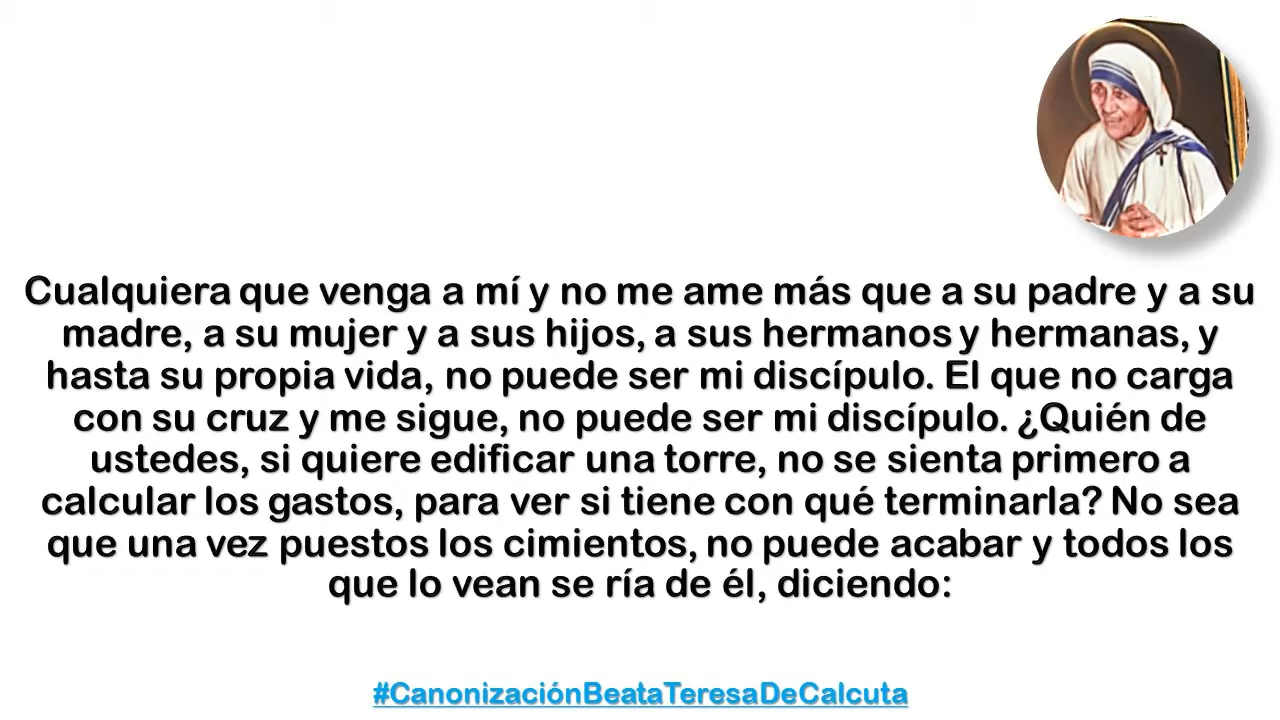 Cualquiera que venga a mí y no me ame más que a su padre y a su
madre, a su mujer y a sus hijos, a sus hermanos y hermanas, y
hasta su propia vida, no puede ser mi discípulo. El que no carga
con su cruz y me sigue, no puede ser mi discípulo. ¿Quién de
ustedes, si quiere edificar una torre, no se sienta primero a
calcular los gastos, para ver si tiene con qué terminarla? No sea
que una vez puestos los cimientos, no puede acabar y todos los
que lo vean se ría de él, diciendo:
#CanonizaciónBeataTeresaDeCalcuta